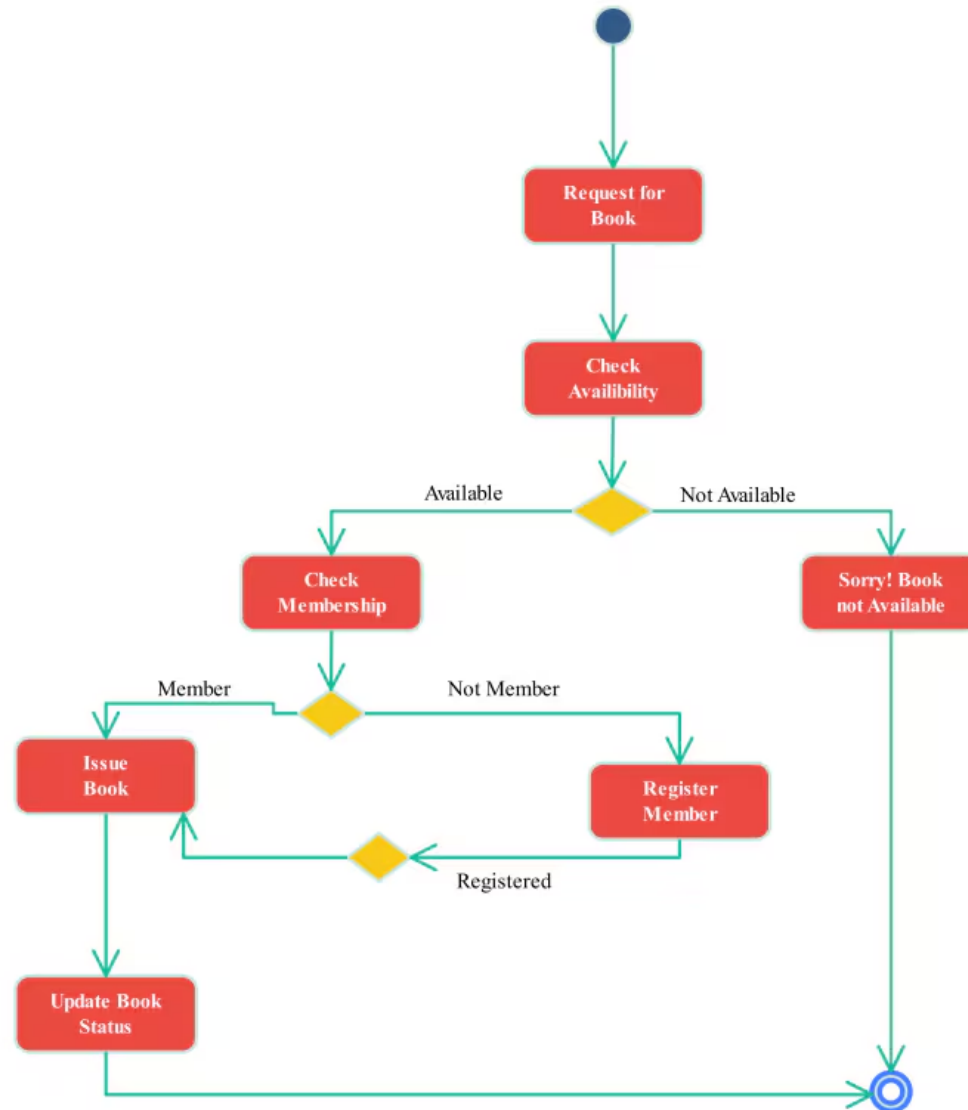 Request for
Book
Check
Availibility
Available
Not Available
Check
Membership
Sorry! Book
not Available
Member
Not Member
Issue
Book
Register
Member
Registered
Update Book
Status